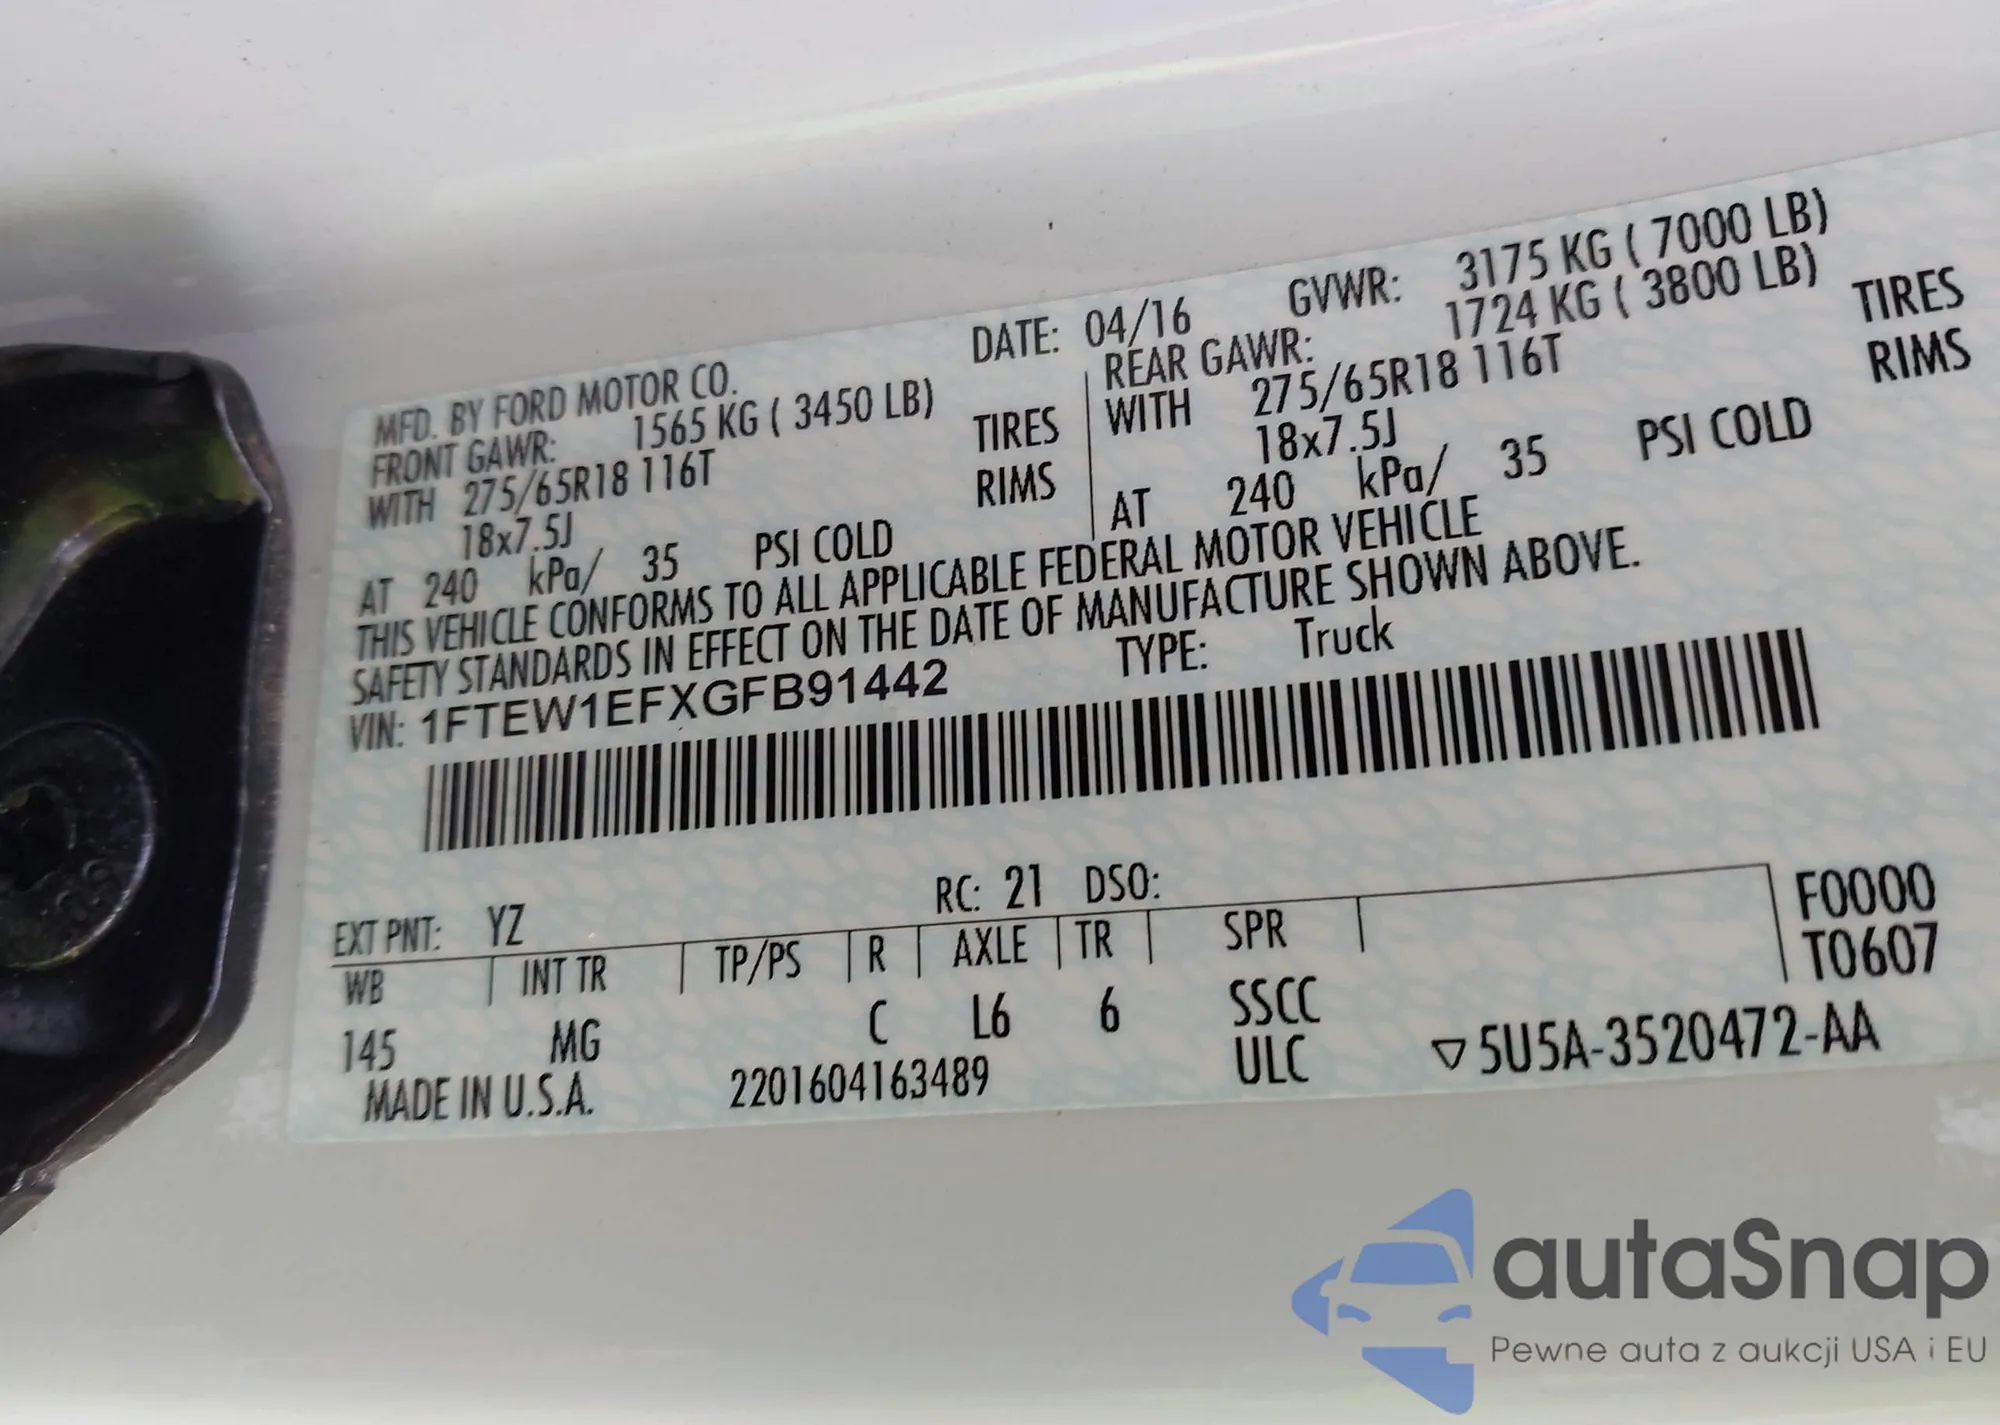 MFD. BY FORD MOTOR CO.
DATE: 04/16
GVWR: 3175 KG ( 7000 LB)
FRONT GAWR: 1565 KG ( 3450 LB)
WITH 275/65R18 116T TIRES
18x7.5J RIMS
AT 240 kPa/ 35 PSI COLD
REAR GAWR: 1724 KG ( 3800 LB)
WITH 275/65R18 116T TIRES
18x7.5J RIMS
AT 240 kPa/ 35 PSI COLD
THIS VEHICLE CONFORMS TO ALL APPLICABLE FEDERAL MOTOR VEHICLE
SAFETY STANDARDS IN EFFECT ON THE DATE OF MANUFACTURE SHOWN ABOVE.
VIN: 1FTEW1EFXGFB91442 TYPE: Truck
EXT PNT: YZ RC: 21 DSO: F0000
WB INT TR TP/PS R AXLE TR SPR T0607
145 MG C L6 6 SSCC
MADE IN U.S.A. 2201604163489 ULC ▽5U5A-3520472-AA
autaSnap
Pewne auta z aukcji USA i EU